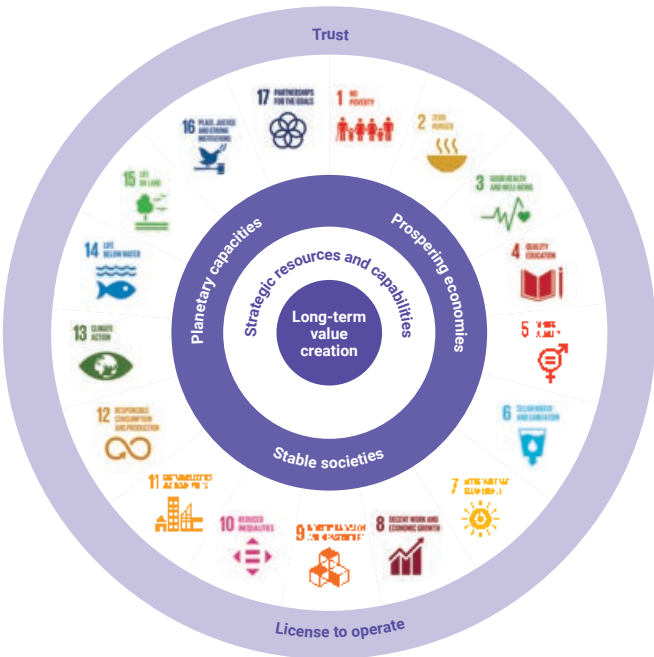 Trust
1 NO
POVERTY
2 ZERO
HUNGER
3 GOOD HEALTH
AND WELL-BEING
4 QUALITY
EDUCATION
5
6 CLEAN WATER
AND SANITATION
7
8 DECENT WORK AND
ECONOMIC GROWTH
9
10 REDUCED
INEQUALITIES
11
12 RESPONSIBLE
CONSUMPTION
AND PRODUCTION
13 CLIMATE
ACTION
14 LIFE
BELOW WATER
15 LIFE
ON LAND
16 PEACE, JUSTICE
AND STRONG
INSTITUTIONS
17 PARTNERSHIPS
FOR THE GOALS
Planetary capacities
Prospering economies
Stable societies
Strategic resources and capabilities
Long-term
value
creation
License to operate